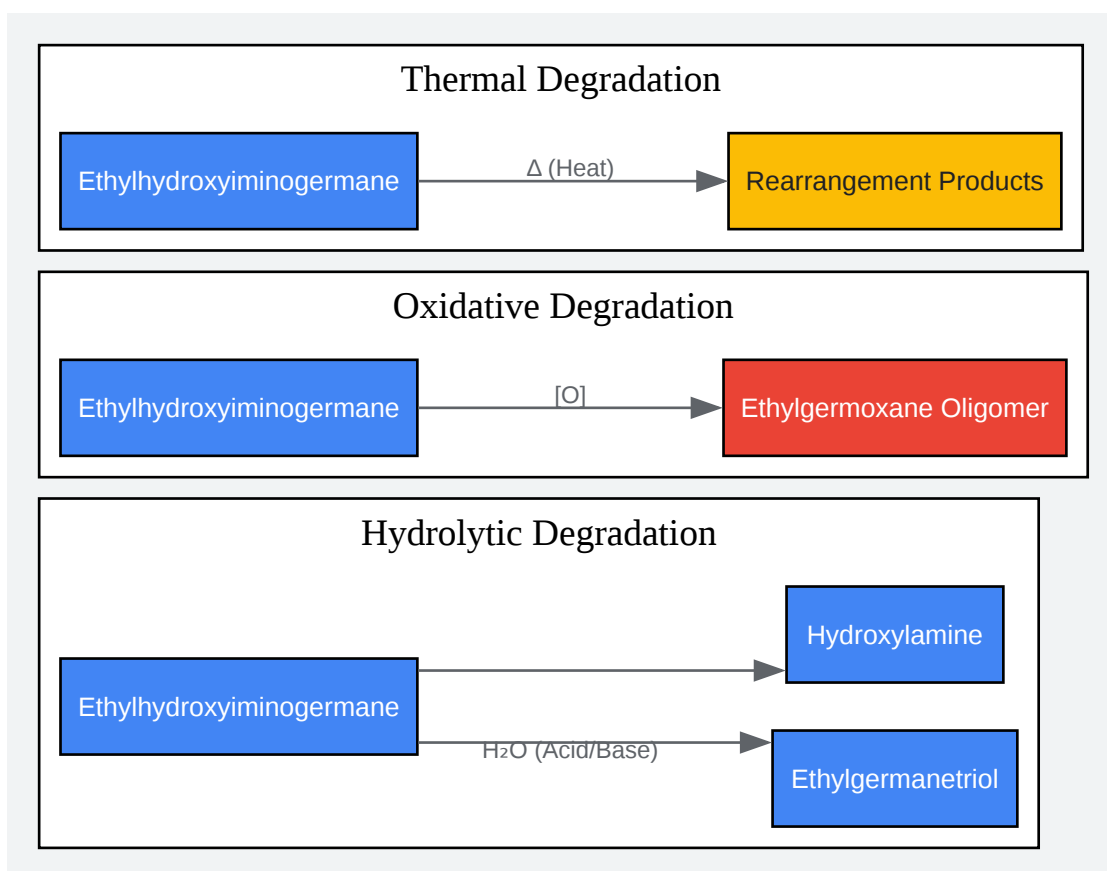 Thermal Degradation
Ethylhydroxyiminogermane
Δ (Heat)
Rearrangement Products
Oxidative Degradation
Ethylhydroxyiminogermane
[O]
Ethylgermoxane Oligomer
Hydrolytic Degradation
Hydroxylamine
Ethylhydroxyiminogermane
H₂O (Acid/Base)
Ethylgermanetriol